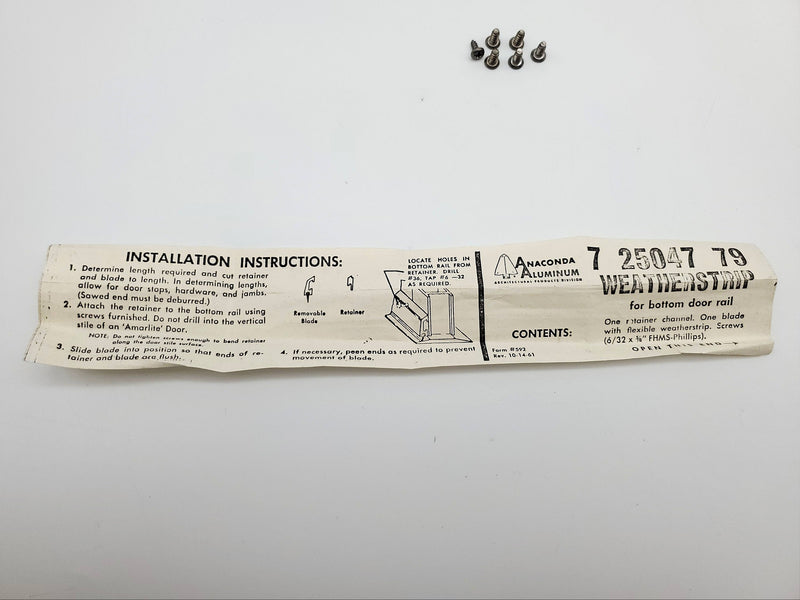 INSTALLATION INSTRUCTIONS:
1. Determine length required and cut retainer
and blade to length. In determining lengths,
allow for door stops, hardware, and jambs.
(Sawed end must be deburred.)
2. Attach the retainer to the bottom rail using
screws furnished. Do not drill into the vertical
stile of an 'Amarlite' Door.
NOTE: Do not tighten screws enough to bend retainer
along the door stile surface.
3. Slide blade into position so that ends of re-
tainer and blade are flush.
Removable
Blade
Retainer
LOCATE HOLES IN
BOTTOM RAIL FROM
RETAINER, DRILL
#36, TAP #6 —32
AS REQUIRED.
4. If necessary, peen ends as required to prevent
movement of blade.
ANACONDA
ALUMINUM
ARCHITECTURAL PRODUCTS DIVISION
CONTENTS:
Form #592
Rev. 10-14-61
7 25047 79
WEATHERSTRIP
for bottom door rail
One retainer channel. One blade
with flexible weatherstrip. Screws
(6/32 x ⅜" FHMS-Phillips).
OPEN THIS END